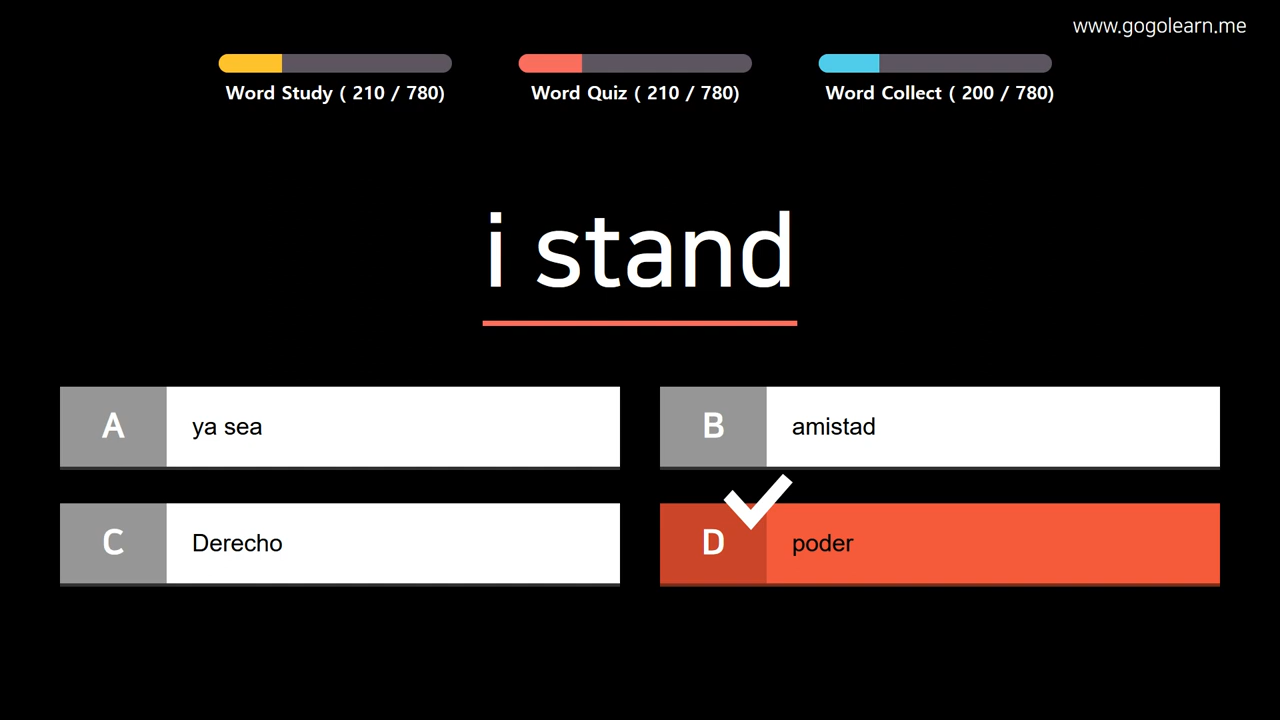 www.gogolearn.me
Word Study ( 210 / 780)
Word Quiz ( 210 / 780)
Word Collect ( 200 / 780)
i stand
A ya sea
B amistad
C Derecho
D poder